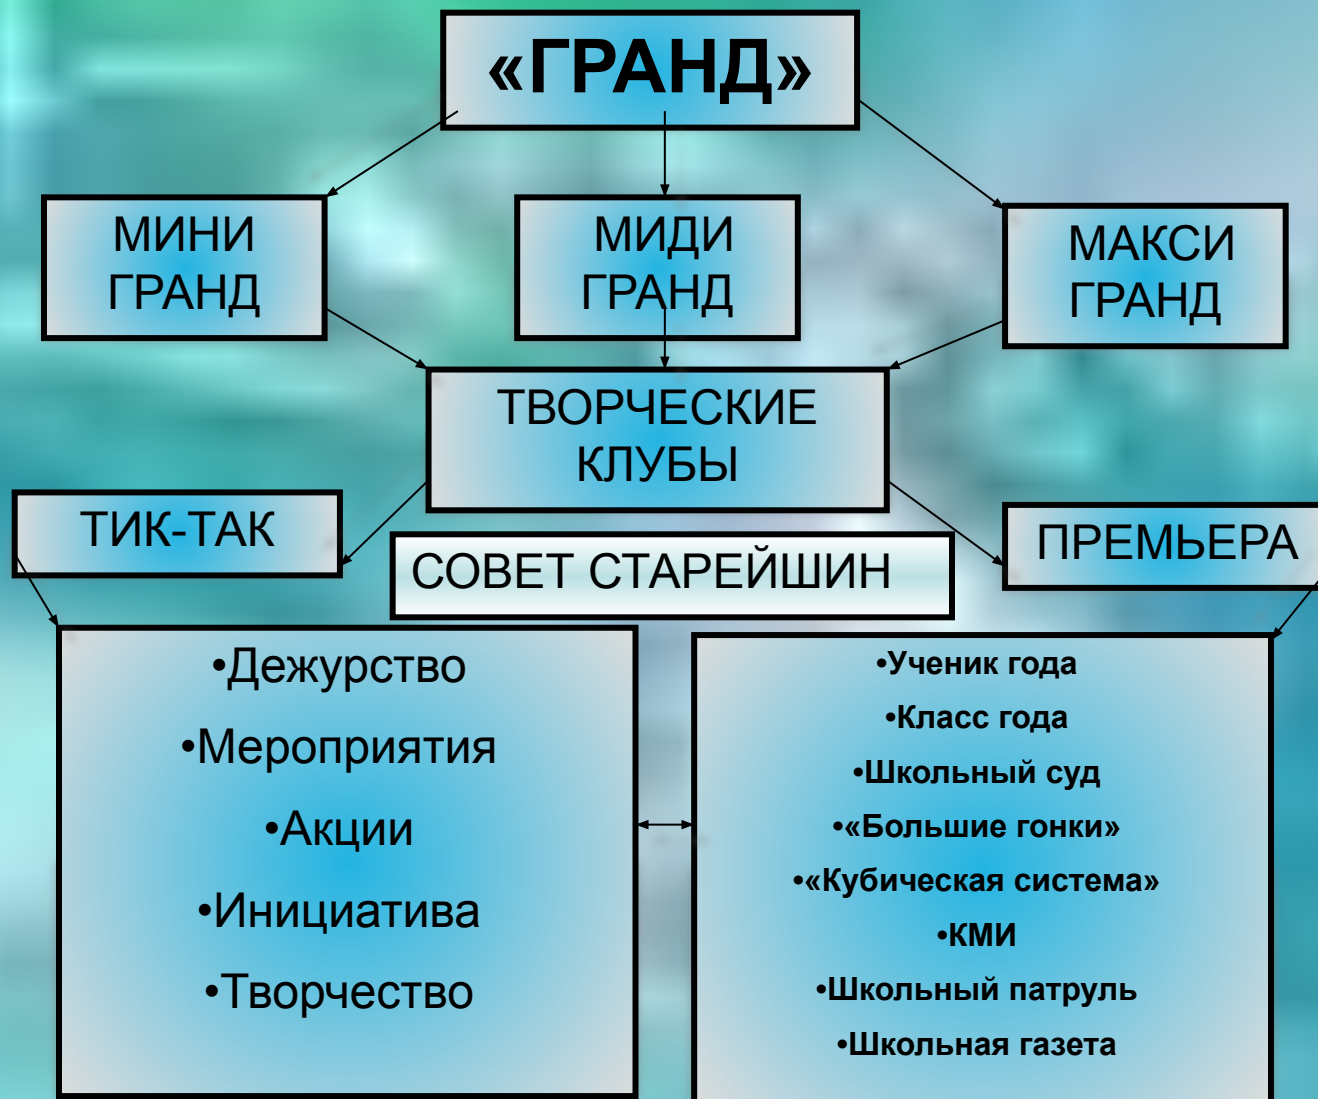 «ГРАНД»
МИНИ
ГРАНД
МИДИ
ГРАНД
МАКСИ
ГРАНД
ТВОРЧЕСКИЕ
КЛУБЫ
ТИК-ТАК
СОВЕТ СТАРЕЙШИН
ПРЕМЬЕРА
•Дежурство
•Мероприятия
•Акции
•Инициатива
•Творчество
•Ученик года
•Класс года
•Школьный суд
•«Большие гонки»
•«Кубическая система»
•КМИ
•Школьный патруль
•Школьная газета